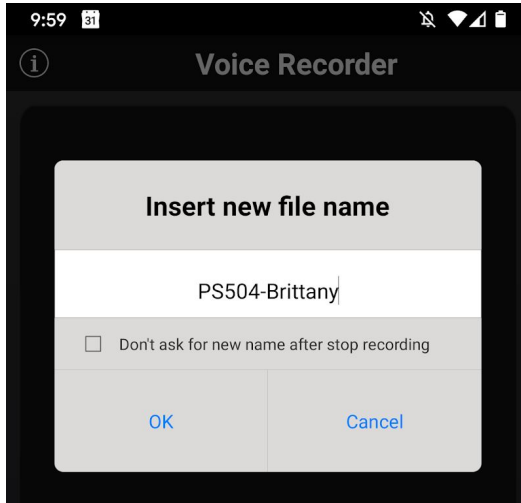 9:59 31
Voice Recorder
Insert new file name
PS504-Brittany
Don't ask for new name after stop recording
OK Cancel